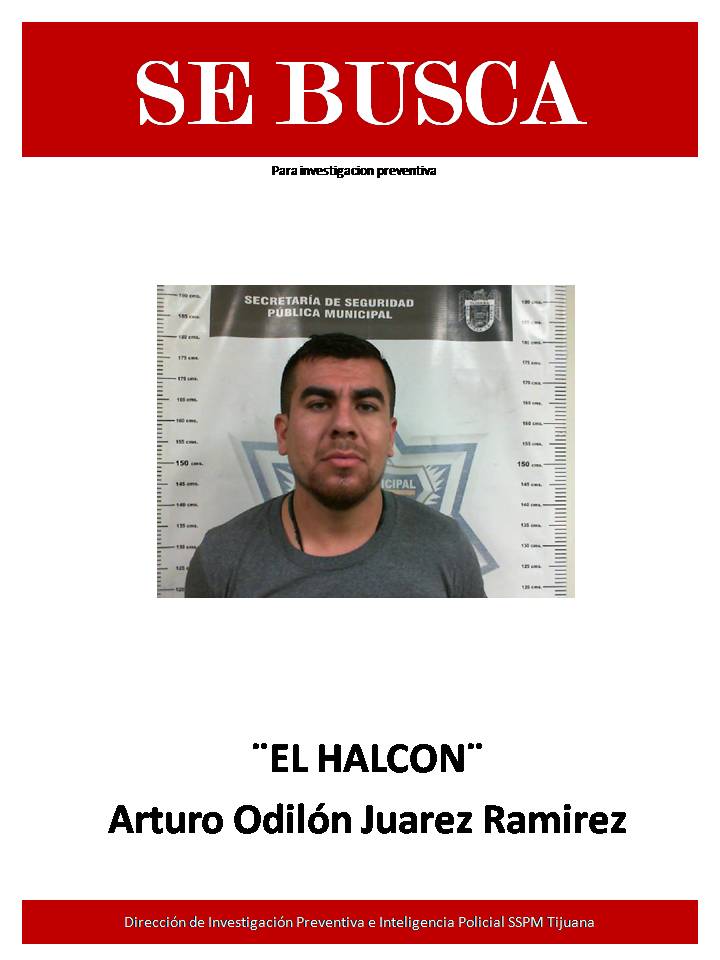 SE BUSCA
Para investigacion preventiva
SECRETARÍA DE SEGURIDAD
PÚBLICA MUNICIPAL
190 cms.
185 cms.
180 cms.
175 cms.
170 cms.
165 cms.
160 cms.
155 cms.
150 cms.
145 cms.
140 cms.
135 cms.
130 cms.
125 cms.
120
190 cms.
185 cms.
180 cms.
175 cms.
170 cms.
165 cms.
160 cms.
155 cms.
150 cms.
145 cms.
140 cms.
135 cms.
130 cms.
125 cms.
CIPAL
¨EL HALCON¨
Arturo Odilón Juarez Ramirez
Dirección de Investigación Preventiva e Inteligencia Policial SSPM Tijuana